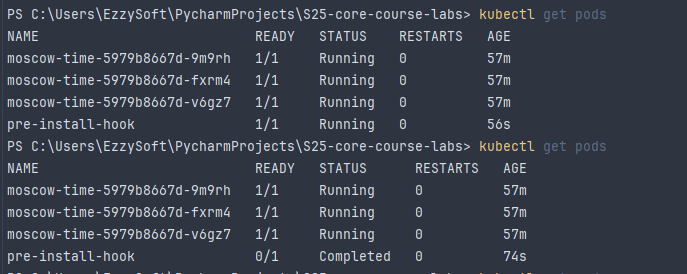 PS C:\Users\EzzySoft\PycharmProjects\S25-core-course-labs> kubectl get pods
NAME READY STATUS RESTARTS AGE
moscow-time-5979b8667d-9m9rh 1/1 Running 0 57m
moscow-time-5979b8667d-fxrm4 1/1 Running 0 57m
moscow-time-5979b8667d-v6gz7 1/1 Running 0 57m
pre-install-hook 1/1 Running 0 56s
PS C:\Users\EzzySoft\PycharmProjects\S25-core-course-labs> kubectl get pods
NAME READY STATUS RESTARTS AGE
moscow-time-5979b8667d-9m9rh 1/1 Running 0 57m
moscow-time-5979b8667d-fxrm4 1/1 Running 0 57m
moscow-time-5979b8667d-v6gz7 1/1 Running 0 57m
pre-install-hook 0/1 Completed 0 74s